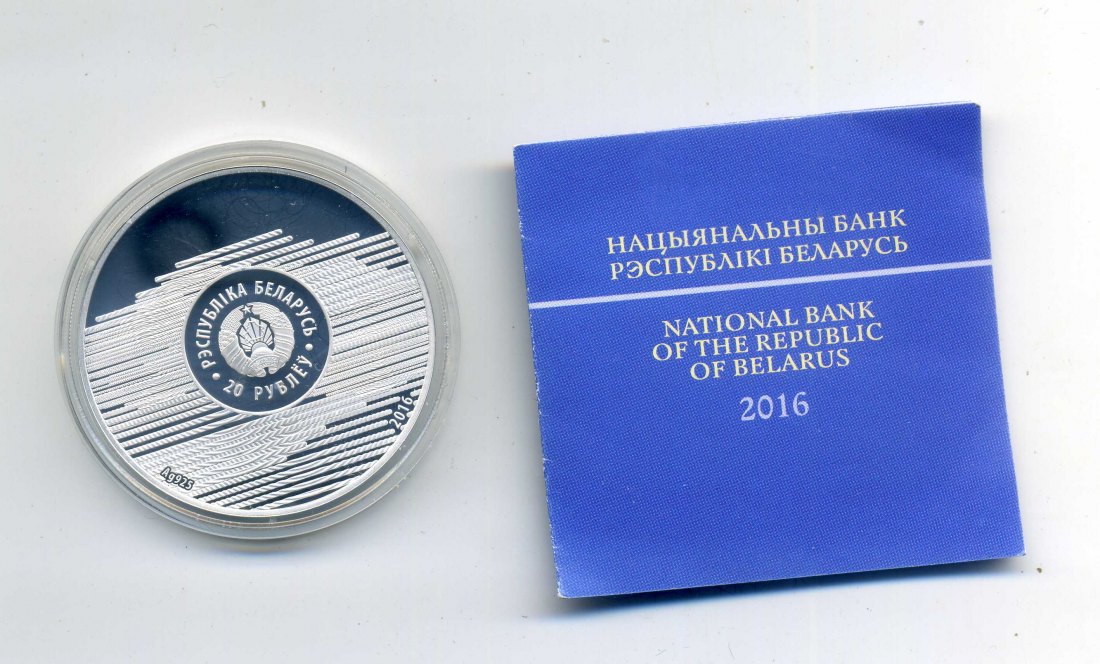 РЭСПУБЛІКА БЕЛАРУСЬ
20 РУБЛЁЎ
2016
Ag925
НАЦЫЯНАЛЬНЫ БАНК
РЭСПУБЛІКІ БЕЛАРУСЬ
NATIONAL BANK
OF THE REPUBLIC
OF BELARUS
2016